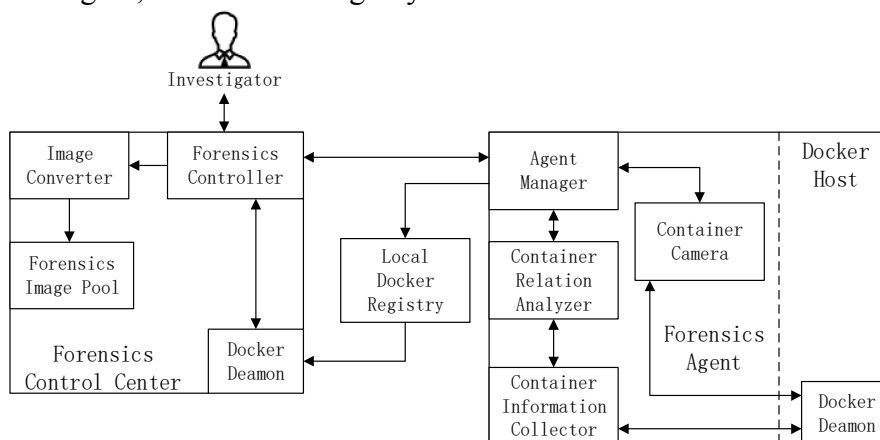 Investigator
Image
Converter
Forensics
Controller
Agent
Manager
Docker
Host
Container
Camera
Forensics
Image Pool
Local
Docker
Registry
Container
Relation
Analyzer
Forensics
Agent
Forensics
Control Center
Docker
Deamon
Container
Information
Collector
Docker
Deamon